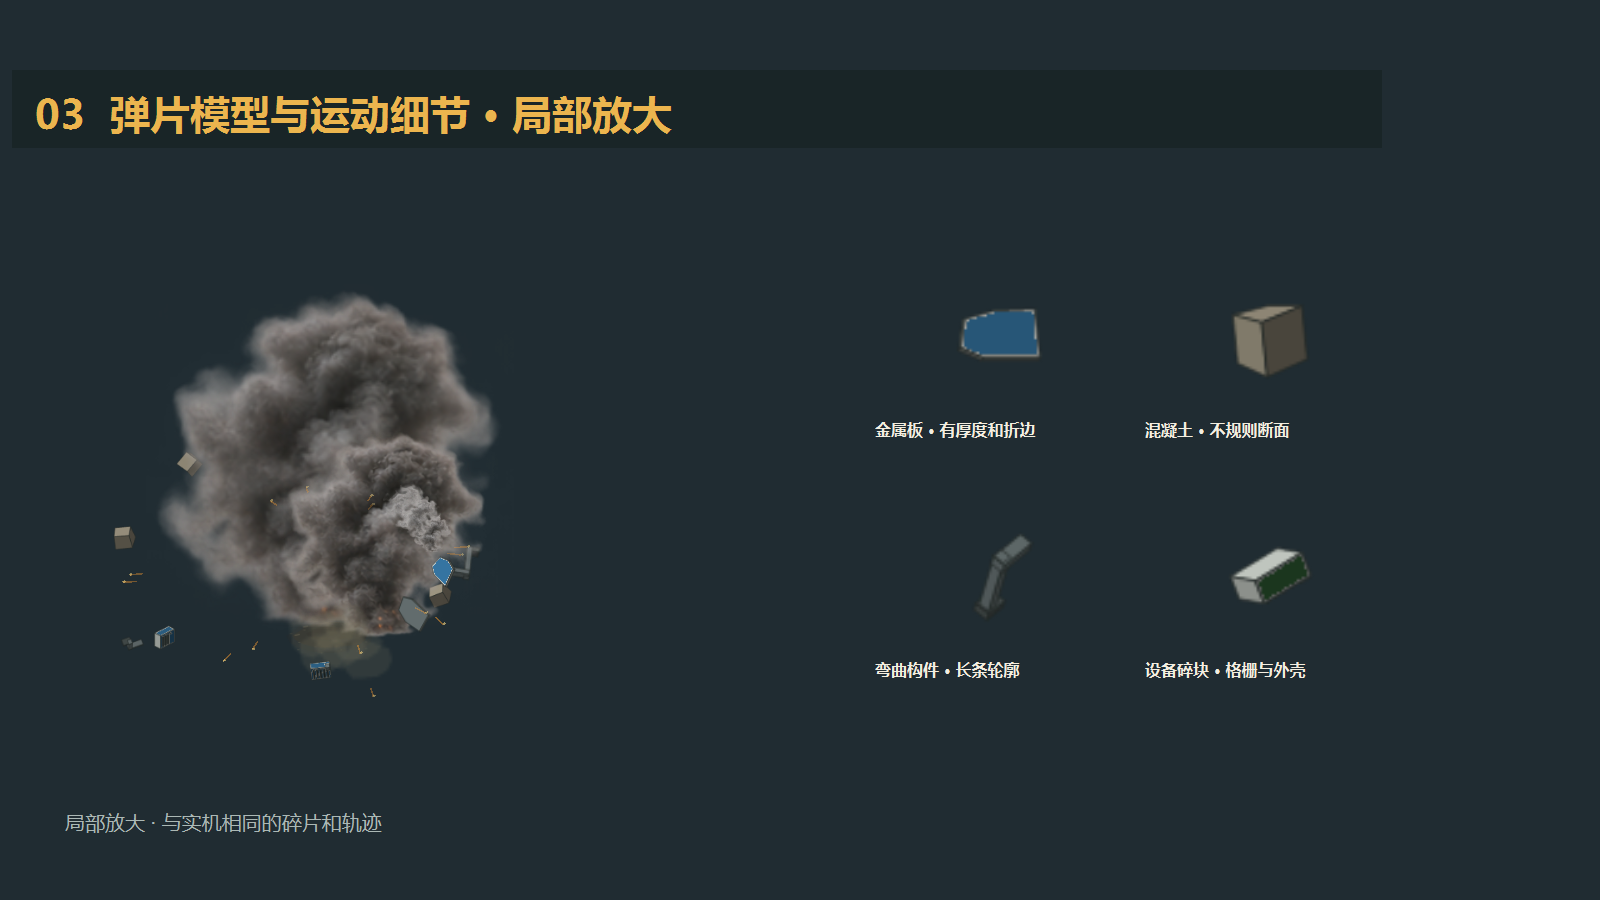 03 弹片模型与运动细节 • 局部放大
金属板 • 有厚度和折边
混凝土 • 不规则断面
弯曲构件 • 长条轮廓
设备碎块 • 格栅与外壳
局部放大 · 与实机相同的碎片和轨迹